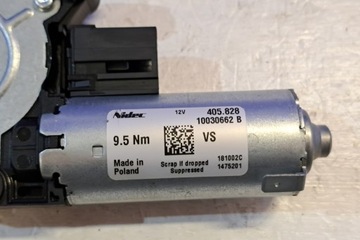 Nidec 12V 405.828
10030662 B
9.5 Nm VS
Made in Poland
Scrap if dropped
Suppressed
181002C
1475201